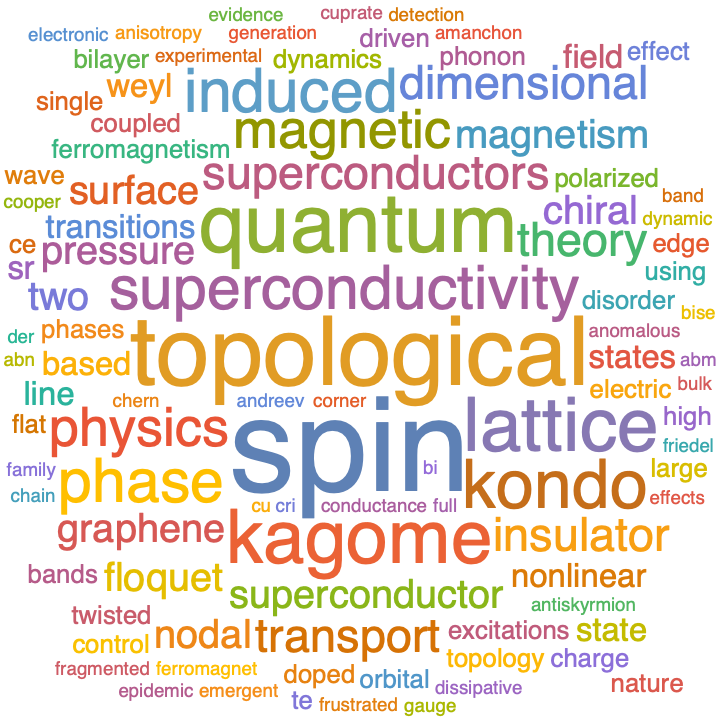 evidence cuprate detection
electronic anisotropy generation driven amanchon
bilayer experimental dynamics phonon field effect
single weyl induced dimensional
coupled magnetic magnetism
ferromagnetism
wave surface superconductors polarized
cooper band
transitions quantum chiral dynamic
ce pressure theory edge
sr using
two superconductivity disorder
bise
der phases topological anomalous
abn based states abm
line chern andreev corner electric bulk
flat physics spin lattice high
friedel
family phase bi kondo large
chain cu cri conductance full effects
graphene kagome insulator
bands floquet nonlinear
superconductor antiskyrmion
twisted
control nodal transport excitations state
fragmented ferromagnet topology charge
doped orbital
epidemic emergent dissipative nature
te frustrated gauge